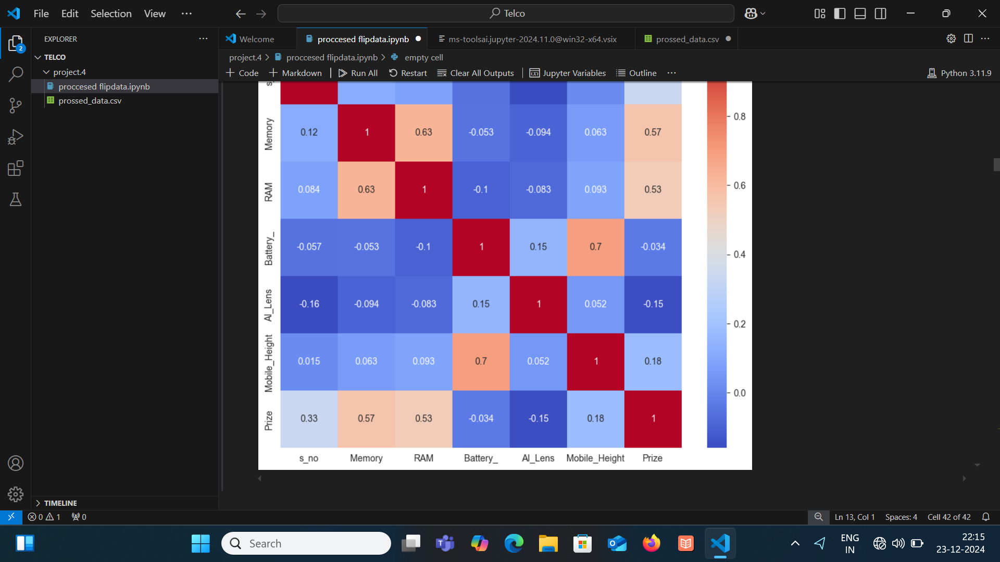 File Edit Selection View ··· Telco
EXPLORER ···
Welcome proccesed flipdata.ipynb ms-toolsai.jupyter-2024.11.0@win32-x64.vsix prossed_data.csv
2
TELCO
project.4 > proccesed flipdata.ipynb > empty cell
project.4
Code Markdown Run All Restart Clear All Outputs Jupyter Variables Outline ··· Python 3.11.9
proccesed flipdata.ipynb
prossed_data.csv
0.8
Memory 0.12 1 0.63 -0.053 -0.094 0.063 0.57
RAM 0.084 0.63 1 -0.1 -0.083 0.093 0.53
0.6
Battery_ -0.057 -0.053 -0.1 1 0.15 0.7 -0.034
0.4
AI_Lens -0.16 -0.094 -0.083 0.15 1 0.052 -0.15
0.2
Mobile_Height 0.015 0.063 0.093 0.7 0.052 1 0.18
0.0
Prize 0.33 0.57 0.53 -0.034 -0.15 0.18 1
s_no Memory RAM Battery_ AI_Lens Mobile_Height Prize
TIMELINE
0 1 0 Ln 13, Col 1 Spaces: 4 Cell 42 of 42
Search
ENG
IN
22:15
23-12-2024